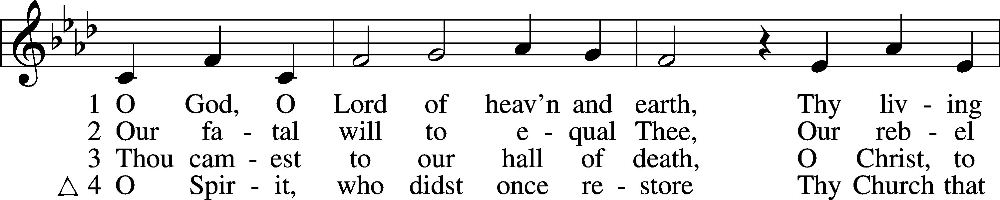 1 O God, O Lord of heav’n and earth, Thy liv - ing
2 Our fa - tal will to e - qual Thee, Our reb - el
3 Thou cam - est to our hall of death, O Christ, to
△ 4 O Spir - it, who didst once re - store Thy Church that